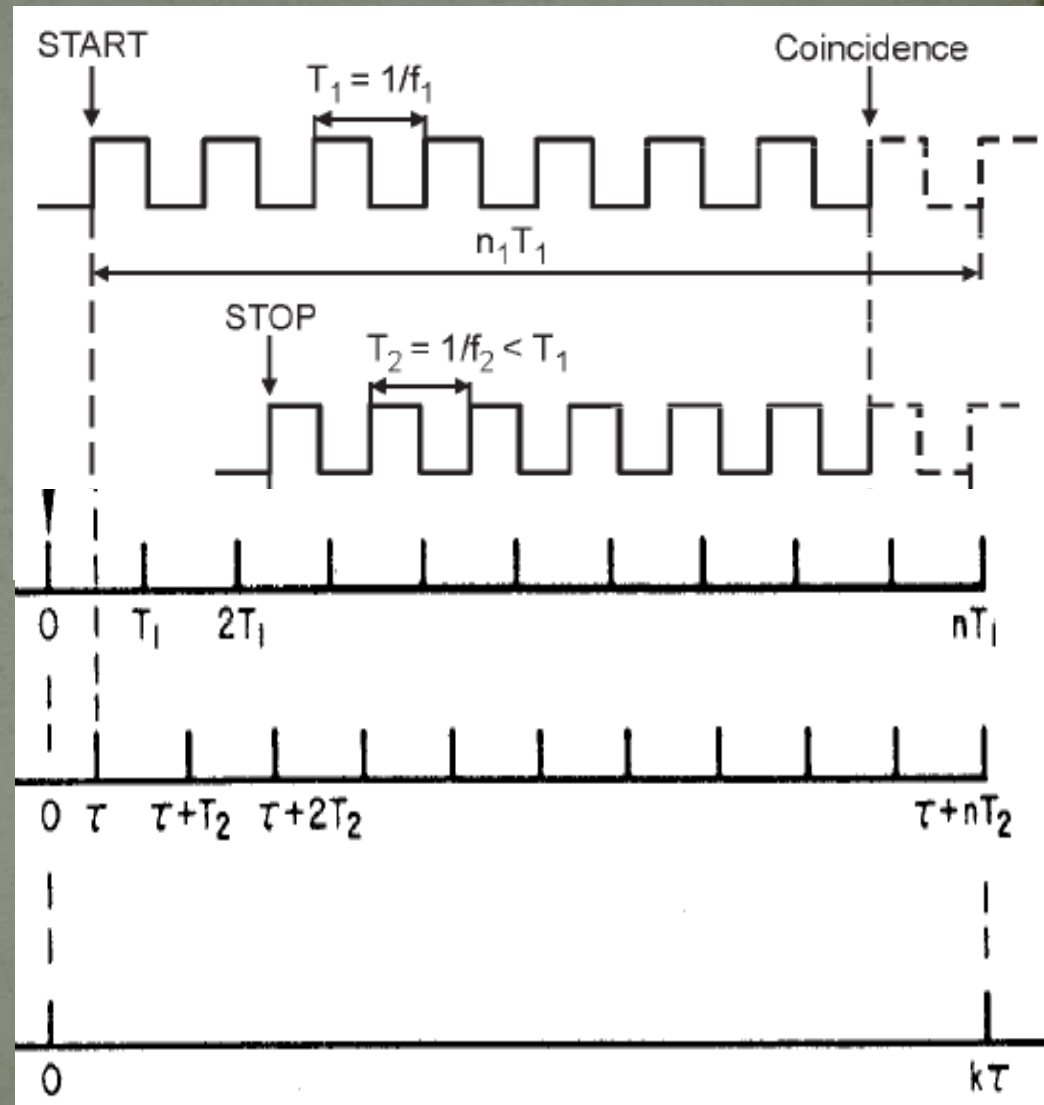 START
Coincidence
T₁ = 1/f₁
n₁T₁
STOP
T₂ = 1/f₂ < T₁
0 T₁ 2T₁ nT₁
0 τ τ+T₂ τ+2T₂ τ+nT₂
0 kτ